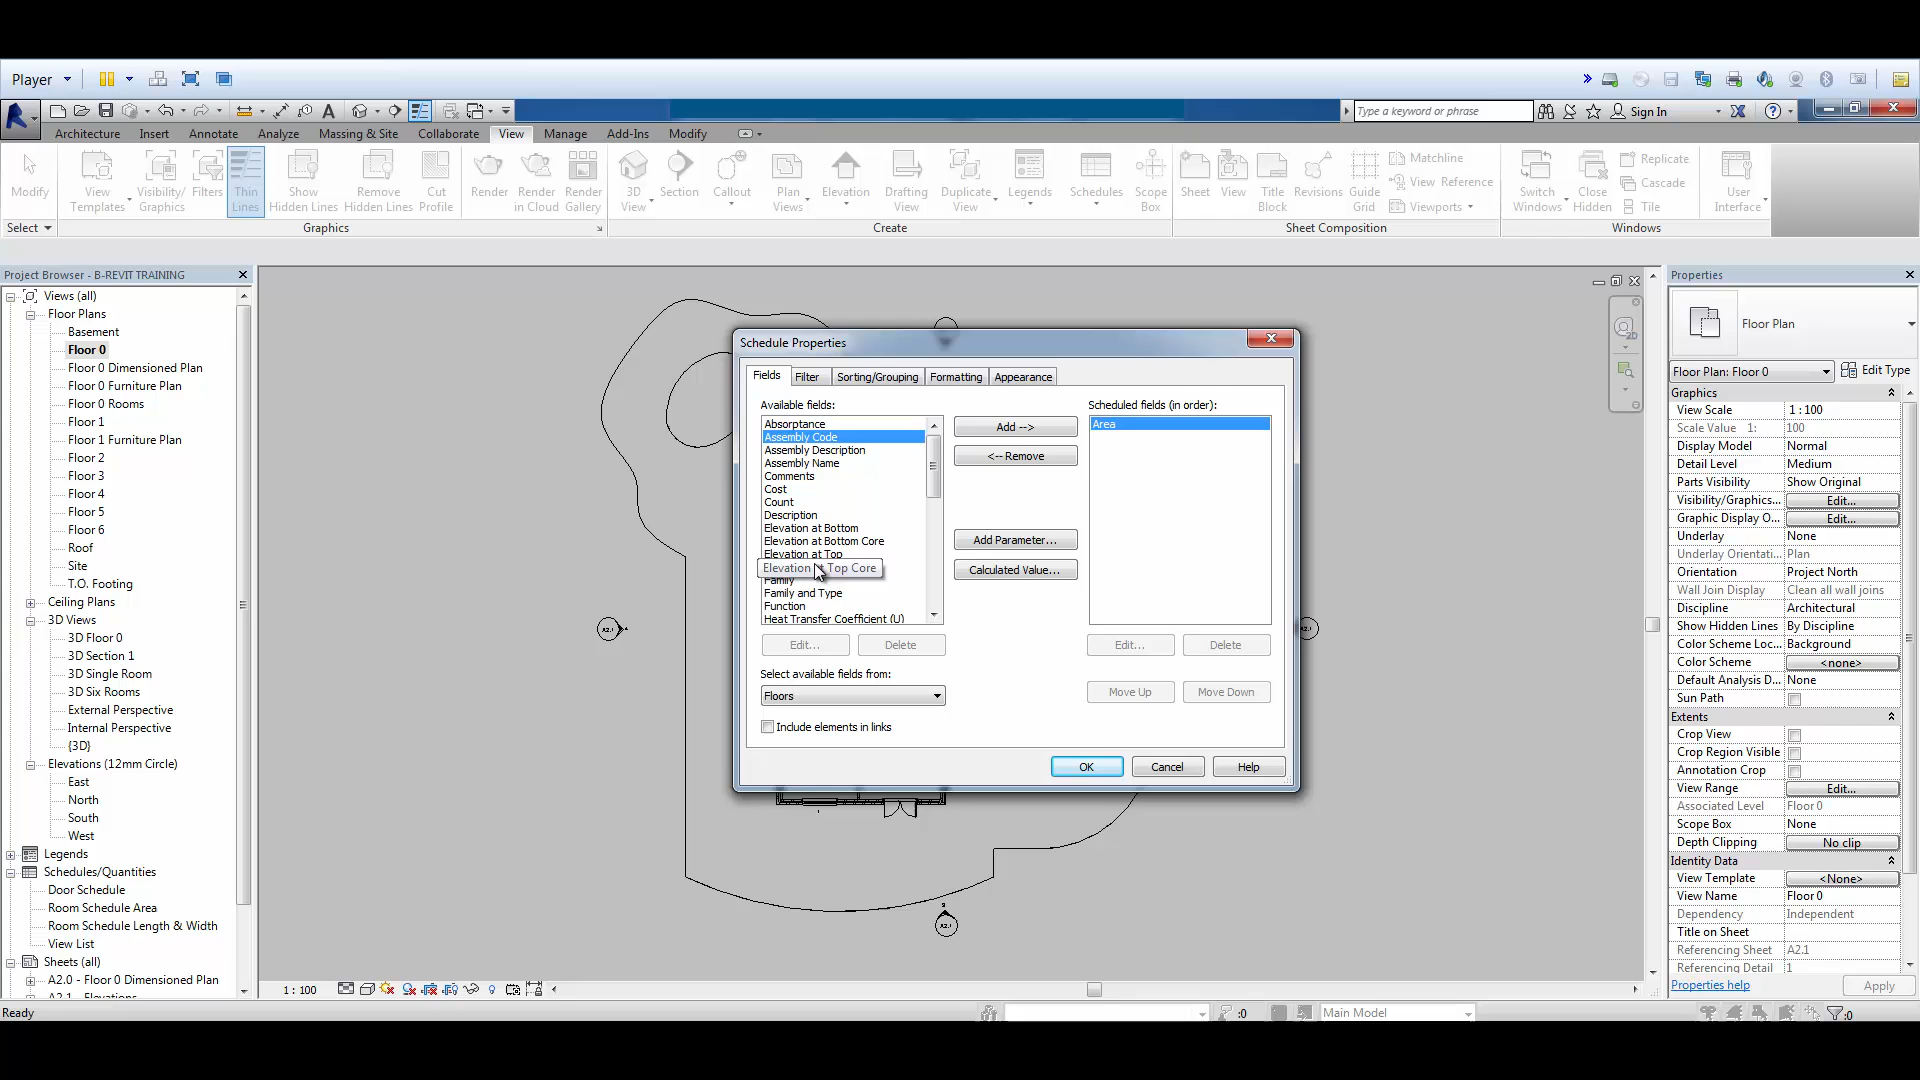 Player
Type a keyword or phrase
Sign In
Architecture Insert Annotate Analyze Massing & Site Collaborate View Manage Add-Ins Modify
Modify
View Templates
Visibility/ Graphics
Filters
Thin Lines
Show Hidden Lines
Remove Hidden Lines
Cut Profile
Render
Render in Cloud
Render Gallery
3D View
Section
Callout
Plan Views
Elevation
Drafting View
Duplicate View
Legends
Schedules
Scope Box
Sheet
View
Title Block
Revisions
Guide Grid
Matchline
View Reference
Viewports
Switch Windows
Close Hidden
Replicate
Cascade
Tile
User Interface
Select
Graphics
Create
Sheet Composition
Windows
Project Browser - B-REVIT TRAINING
Views (all)
Floor Plans
Basement
Floor 0
Floor 0 Dimensioned Plan
Floor 0 Furniture Plan
Floor 0 Rooms
Floor 1
Floor 1 Furniture Plan
Floor 2
Floor 3
Floor 4
Floor 5
Floor 6
Roof
Site
T.O. Footing
Ceiling Plans
3D Views
3D Floor 0
3D Section 1
3D Single Room
3D Six Rooms
External Perspective
Internal Perspective
{3D}
Elevations (12mm Circle)
East
North
South
West
Legends
Schedules/Quantities
Door Schedule
Room Schedule Area
Room Schedule Length & Width
View List
Sheets (all)
A2.0 - Floor 0 Dimensioned Plan
A2.1 - Elevations
Schedule Properties
Fields Filter Sorting/Grouping Formatting Appearance
Available fields:
Absorptance
Assembly Code
Assembly Description
Assembly Name
Comments
Cost
Count
Description
Elevation at Bottom
Elevation at Bottom Core
Elevation at Top
Elevation at Top Core
Family
Family and Type
Function
Heat Transfer Coefficient (U)
Edit... Delete
Select available fields from:
Floors
Include elements in links
Add -->
<-- Remove
Add Parameter...
Calculated Value...
Scheduled fields (in order):
Area
Edit... Delete
Move Up Move Down
OK Cancel Help
Properties
Floor Plan
Floor Plan: Floor 0 Edit Type
Graphics
View Scale 1 : 100
Scale Value 1: 100
Display Model Normal
Detail Level Medium
Parts Visibility Show Original
Visibility/Graphics... Edit...
Graphic Display O... Edit...
Underlay None
Underlay Orientati... Plan
Orientation Project North
Wall Join Display Clean all wall joins
Discipline Architectural
Show Hidden Lines By Discipline
Color Scheme Loc... Background
Color Scheme <none>
Default Analysis D... None
Sun Path
Extents
Crop View
Crop Region Visible
Annotation Crop
View Range Edit...
Associated Level Floor 0
Scope Box None
Depth Clipping No clip
Identity Data
View Template <None>
View Name Floor 0
Dependency Independent
Title on Sheet
Referencing Sheet A2.1
Referencing Detail 1
Properties help Apply
1 : 100
Ready
:0
Main Model
:0